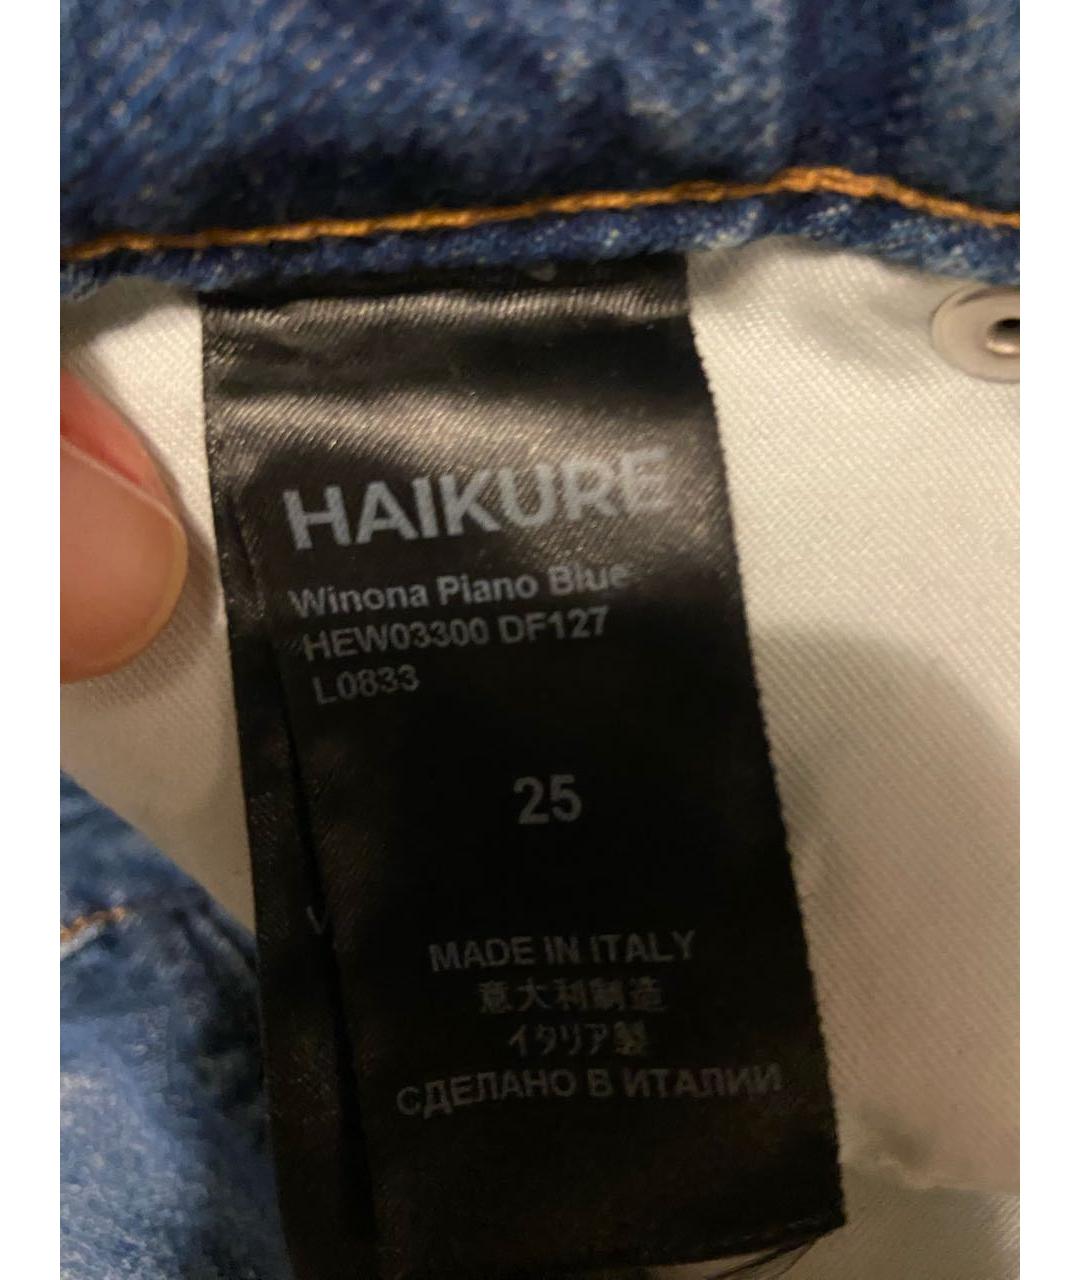 HAIKURE
Winona Piano Blue
HEW03300 DF127
L0833
25
MADE IN ITALY
意大利制造
イタリア製
СДЕЛАНО В ИТАЛИИ